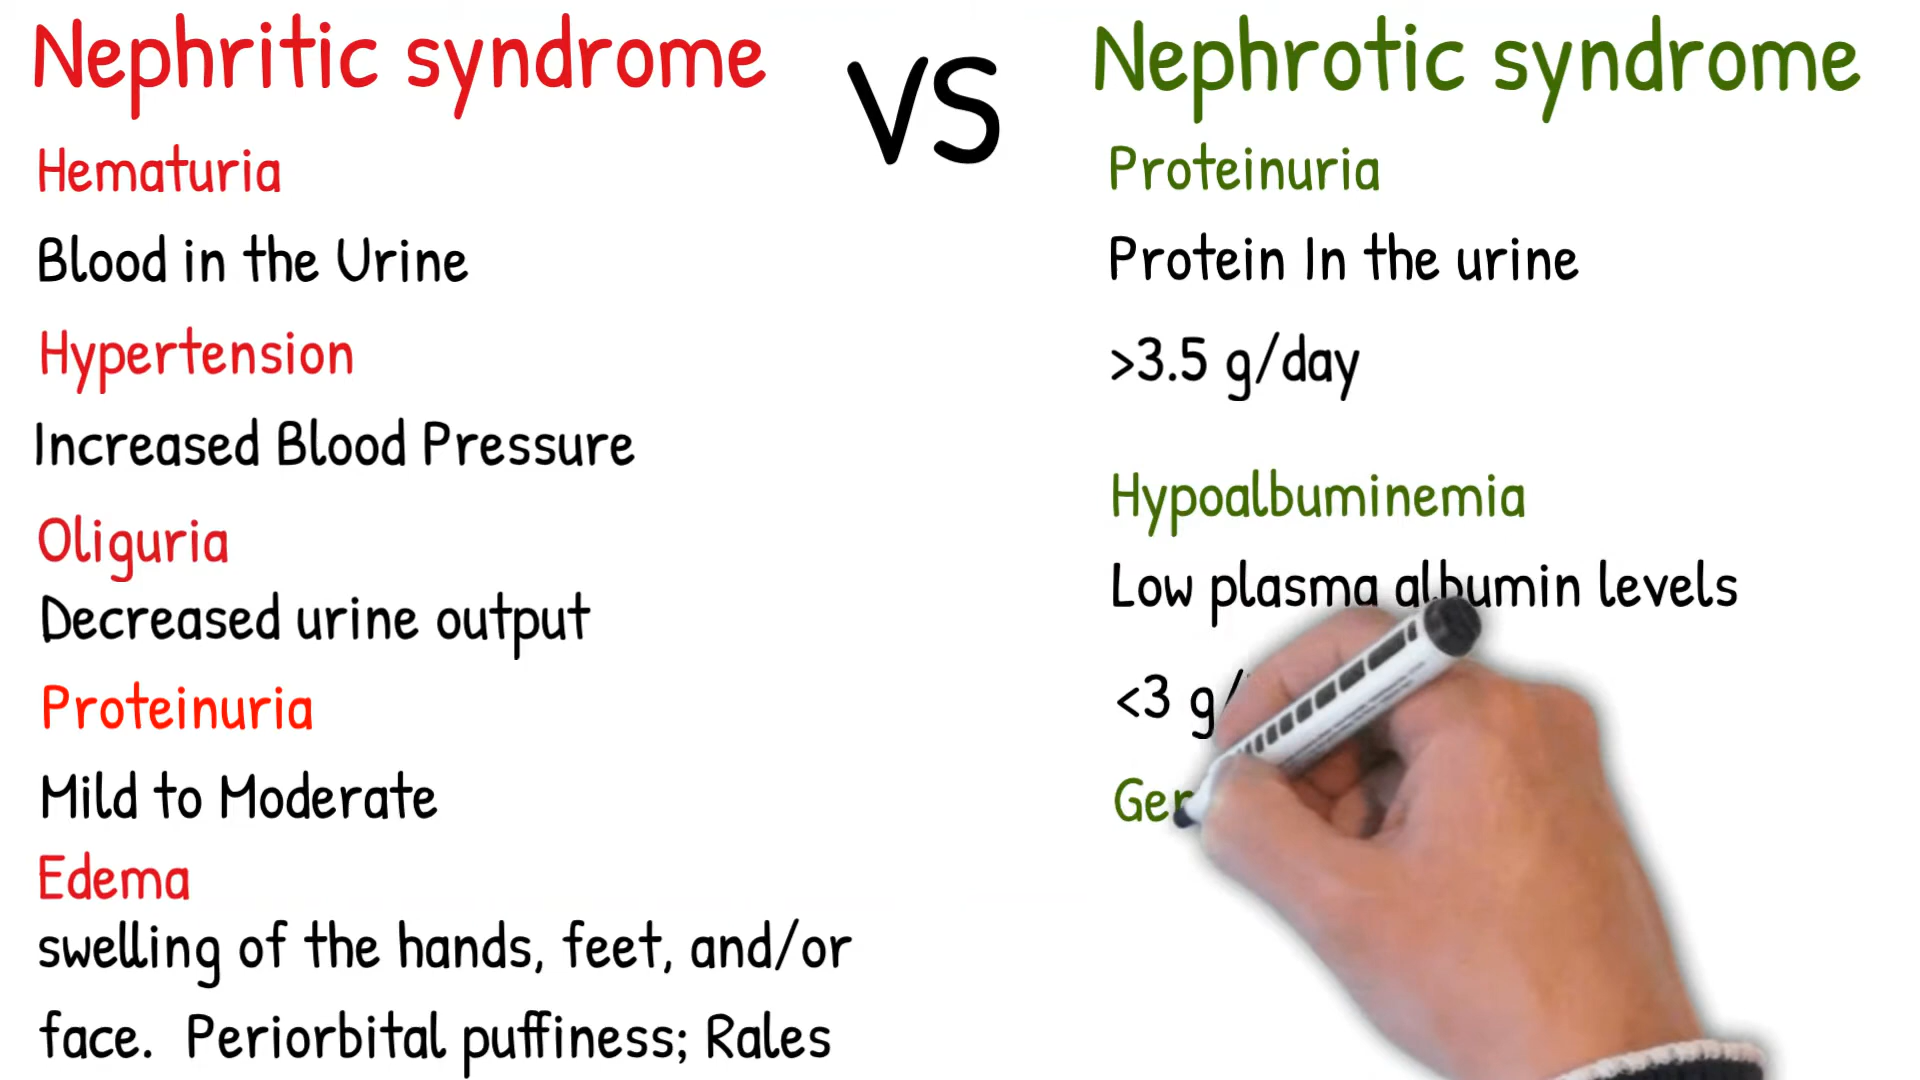 Nephritic syndrome
VS
Nephrotic syndrome
Hematuria
Blood in the Urine
Hypertension
Increased Blood Pressure
Oliguria
Decreased urine output
Proteinuria
Mild to Moderate
Edema
swelling of the hands, feet, and/or
face. Periorbital puffiness; Rales
Proteinuria
Protein In the urine
>3.5 g/day
Hypoalbuminemia
Low plasma albumin levels
<3 g/